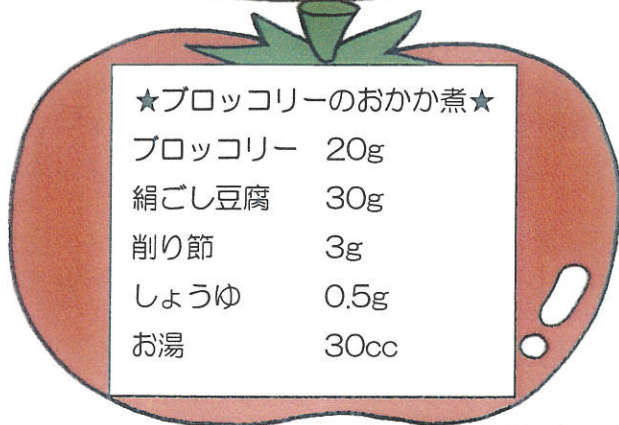 ★ブロッコリーのおかか煮★
ブロッコリー 20g
絹ごし豆腐 30g
削り節 3g
しょうゆ 0.5g
お湯 30cc